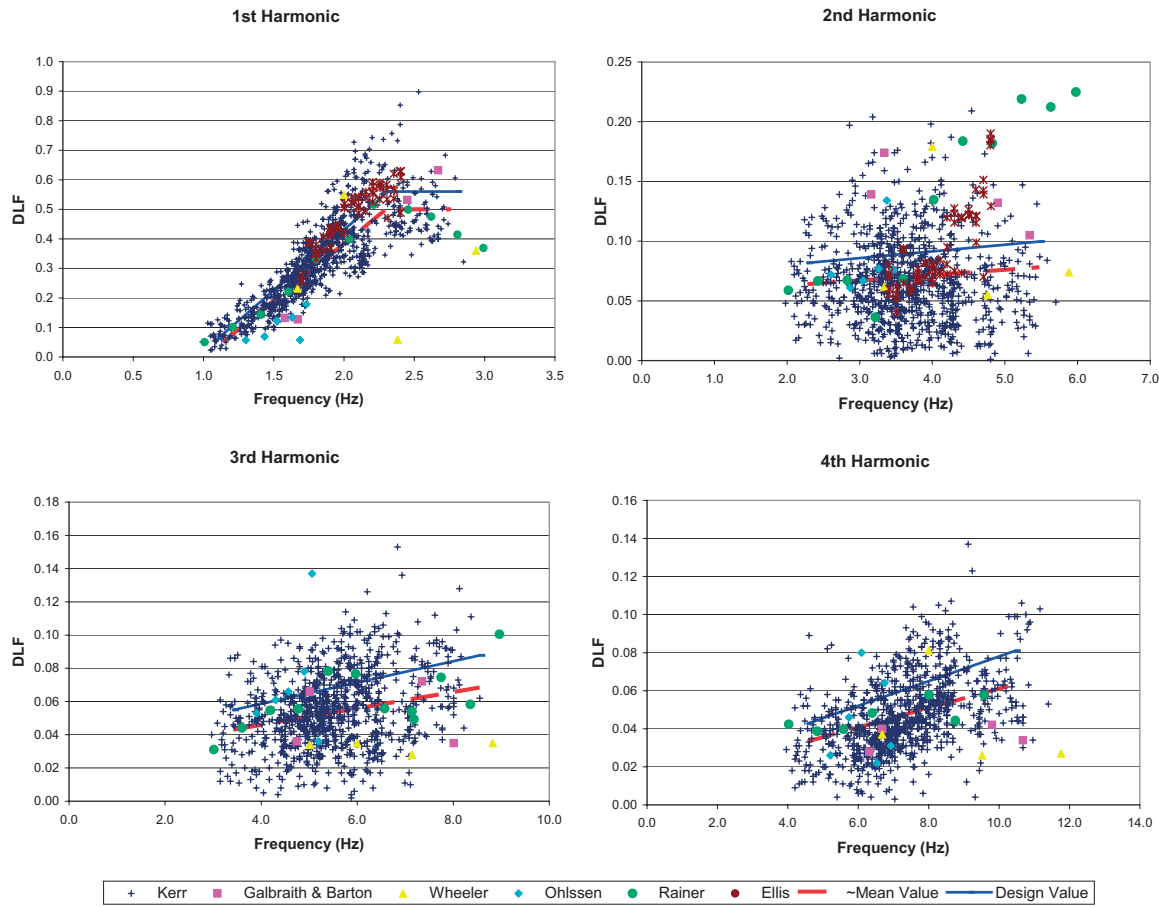 1st Harmonic
1.0
0.9
0.8
0.7
0.6
0.5
0.4
0.3
0.2
0.1
0.0
DLF
0.0 0.5 1.0 1.5 2.0 2.5 3.0 3.5
Frequency (Hz)
2nd Harmonic
0.25
0.20
0.15
0.10
0.05
0.00
DLF
0.0 1.0 2.0 3.0 4.0 5.0 6.0 7.0
Frequency (Hz)
3rd Harmonic
0.18
0.16
0.14
0.12
0.10
0.08
0.06
0.04
0.02
0.00
DLF
0.0 2.0 4.0 6.0 8.0 10.0
Frequency (Hz)
4th Harmonic
0.16
0.14
0.12
0.10
0.08
0.06
0.04
0.02
0.00
DLF
0.0 2.0 4.0 6.0 8.0 10.0 12.0 14.0
Frequency (Hz)
Kerr Galbraith & Barton Wheeler Ohlssen Rainer Ellis ~Mean Value Design Value